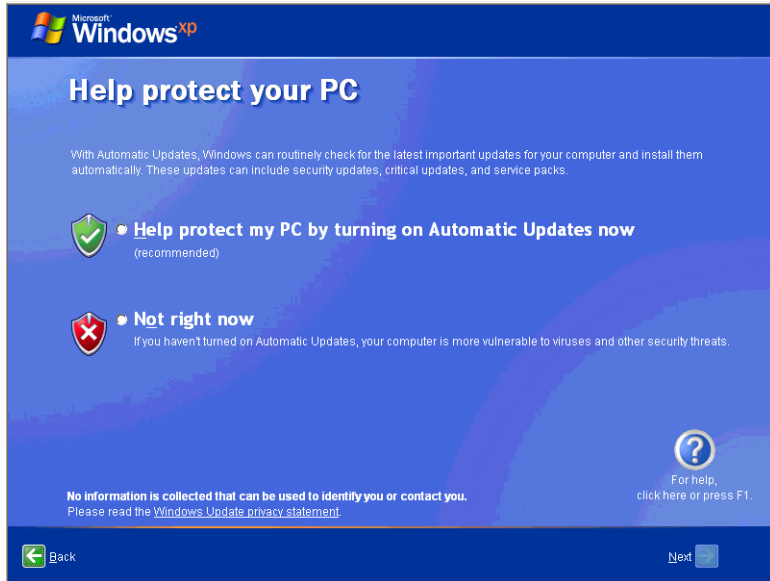 Microsoft
Windows xp
Help protect your PC
With Automatic Updates, Windows can routinely check for the latest important updates for your computer and install them
automatically. These updates can include security updates, critical updates, and service packs.
Help protect my PC by turning on Automatic Updates now
(recommended)
Not right now
If you haven't turned on Automatic Updates, your computer is more vulnerable to viruses and other security threats.
For help,
click here or press F1.
No information is collected that can be used to identify you or contact you.
Please read the Windows Update privacy statement.
Back
Next